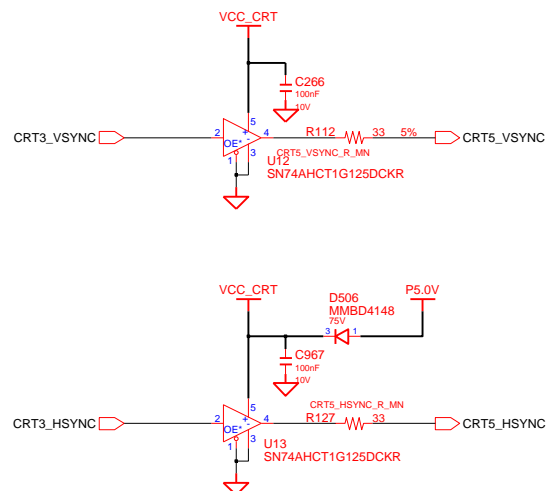 VCC_CRT
C266
100nF
10V
5
CRT3_VSYNC 2 + - 4 R112 33 5% CRT5_VSYNC
OE*
CRT5_VSYNC_R_MN
1 3
U12
SN74AHCT1G125DCKR
VCC_CRT D506 P5.0V
MMBD4148
75V
3 1
C967
100nF
10V
CRT5_HSYNC_R_MN
5
CRT3_HSYNC 2 + - 4 R127 33 CRT5_HSYNC
OE*
1 3
U13
SN74AHCT1G125DCKR